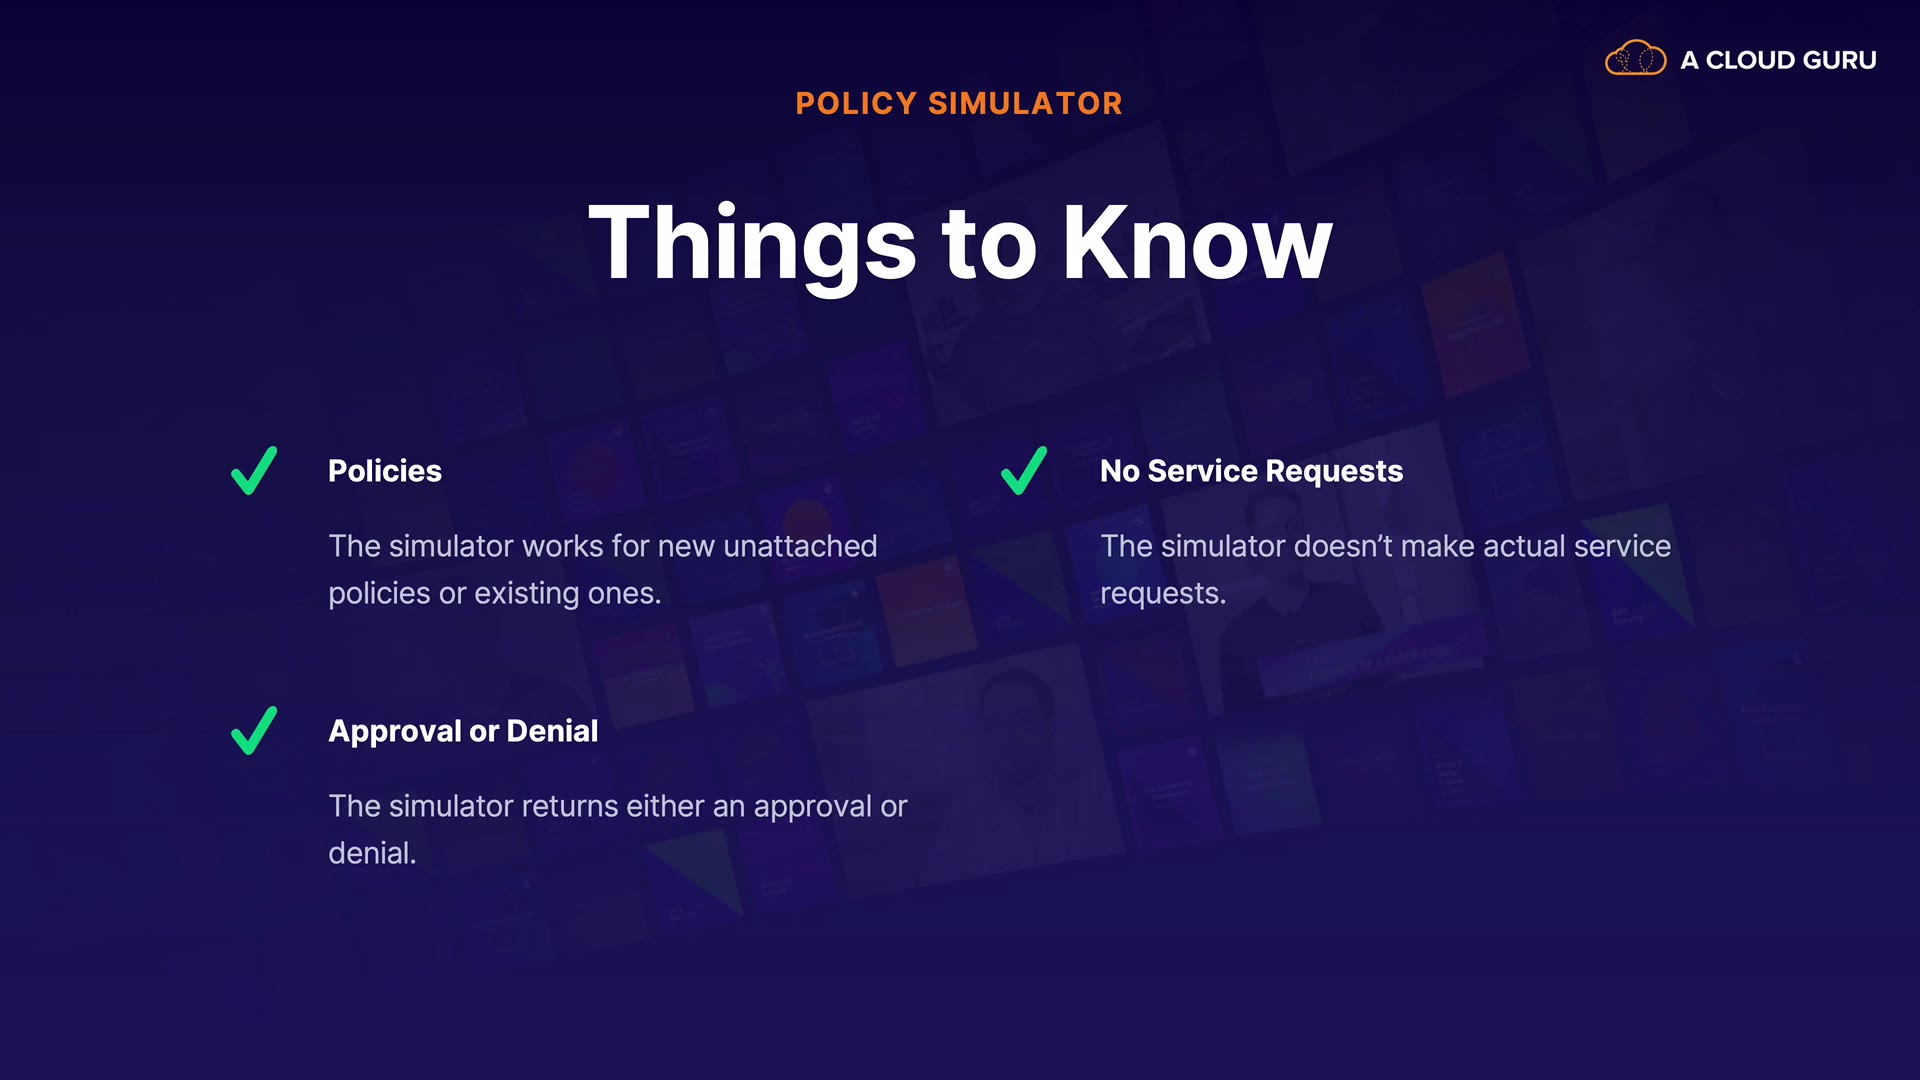 A CLOUD GURU
POLICY SIMULATOR
Things to Know
Policies
The simulator works for new unattached
policies or existing ones.
No Service Requests
The simulator doesn’t make actual service
requests.
Approval or Denial
The simulator returns either an approval or
denial.